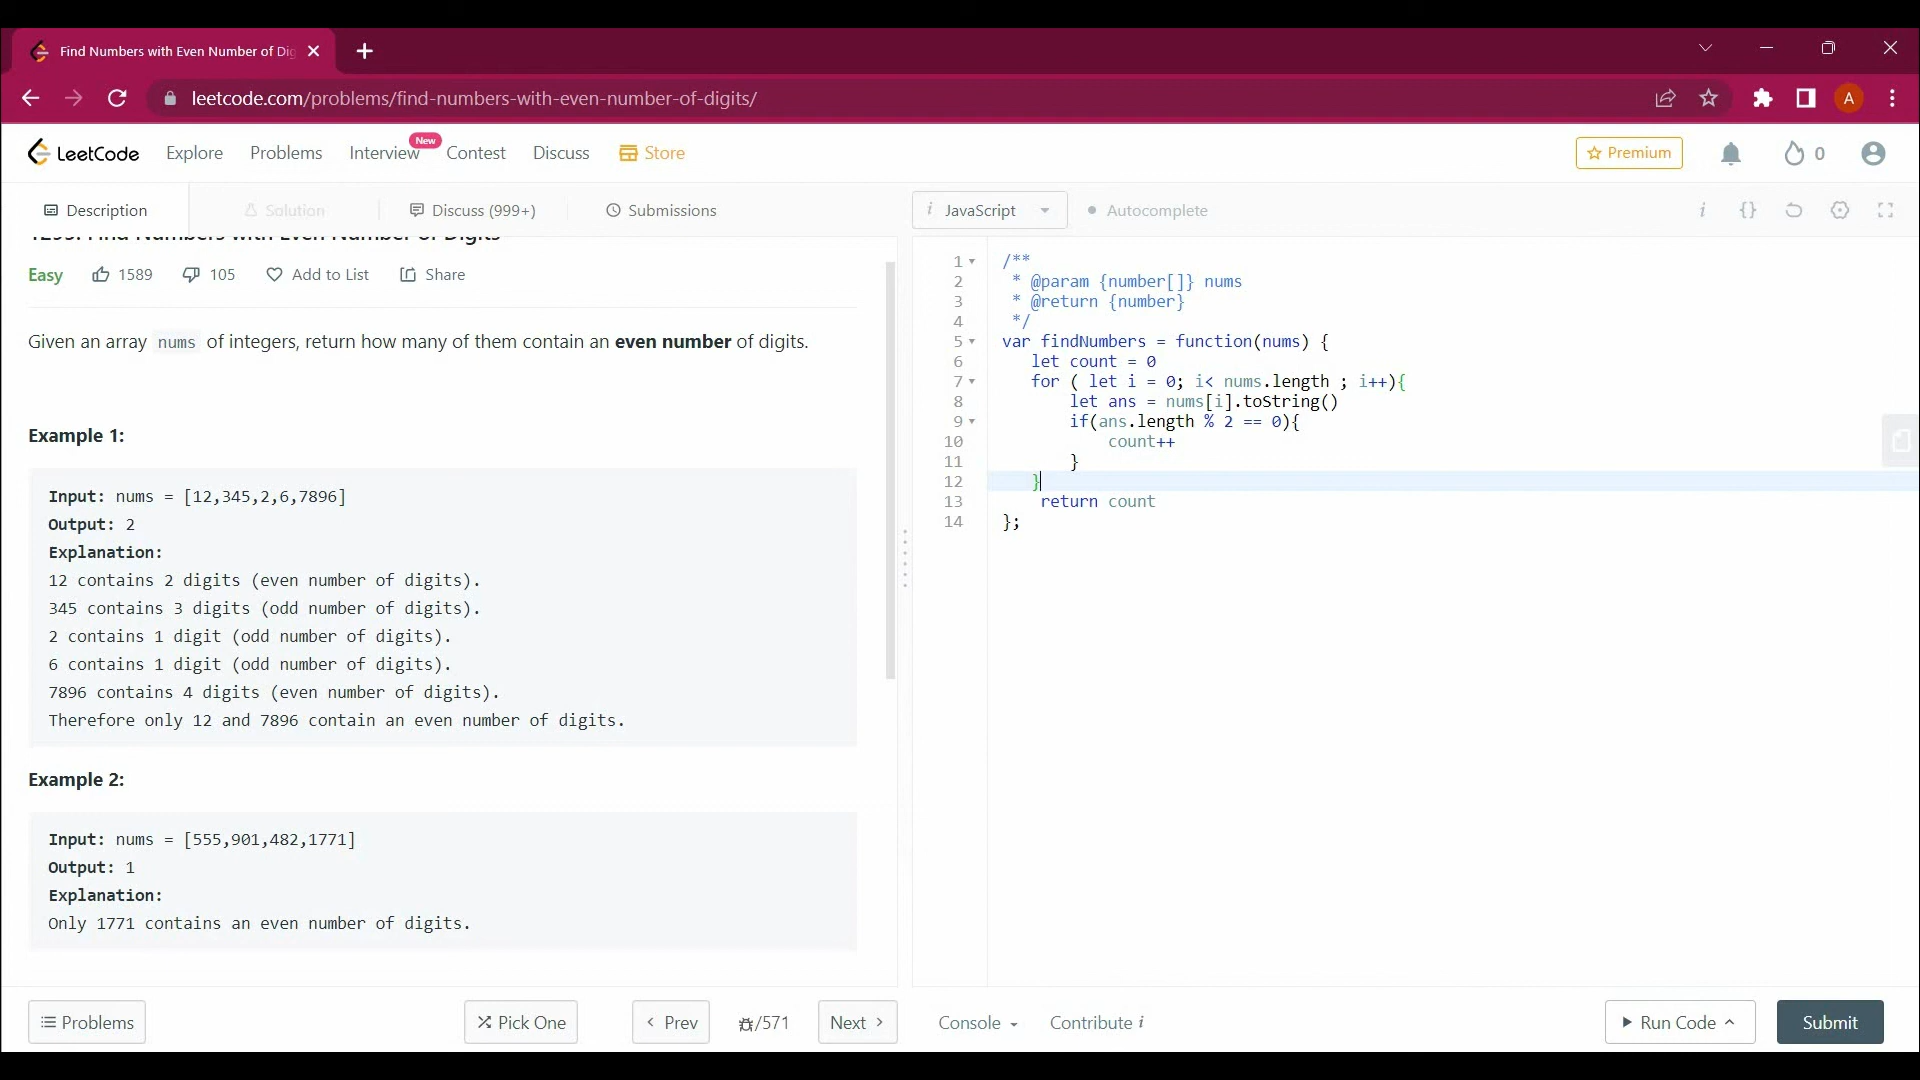 Find Numbers with Even Number of Dig
leetcode.com/problems/find-numbers-with-even-number-of-digits/
A
LeetCode
Explore
Problems
Interview
New
Contest
Discuss
Store
Premium
0
Description
Solution
Discuss (999+)
Submissions
i JavaScript
Autocomplete
i
{}
1295. Find Numbers with Even Number of Digits
Easy
1589
105
Add to List
Share
Given an array nums of integers, return how many of them contain an even number of digits.
Example 1:
Input: nums = [12,345,2,6,7896]
Output: 2
Explanation:
12 contains 2 digits (even number of digits).
345 contains 3 digits (odd number of digits).
2 contains 1 digit (odd number of digits).
6 contains 1 digit (odd number of digits).
7896 contains 4 digits (even number of digits).
Therefore only 12 and 7896 contain an even number of digits.
Example 2:
Input: nums = [555,901,482,1771]
Output: 1
Explanation:
Only 1771 contains an even number of digits.
1 /**
2 * @param {number[]} nums
3 * @return {number}
4 */
5 var findNumbers = function(nums) {
6 let count = 0
7 for ( let i = 0; i< nums.length ; i++){
8 let ans = nums[i].toString()
9 if(ans.length % 2 == 0){
10 count++
11 }
12 }
13 return count
14 };
Problems
Pick One
Prev
/571
Next
Console
Contribute i
Run Code
Submit